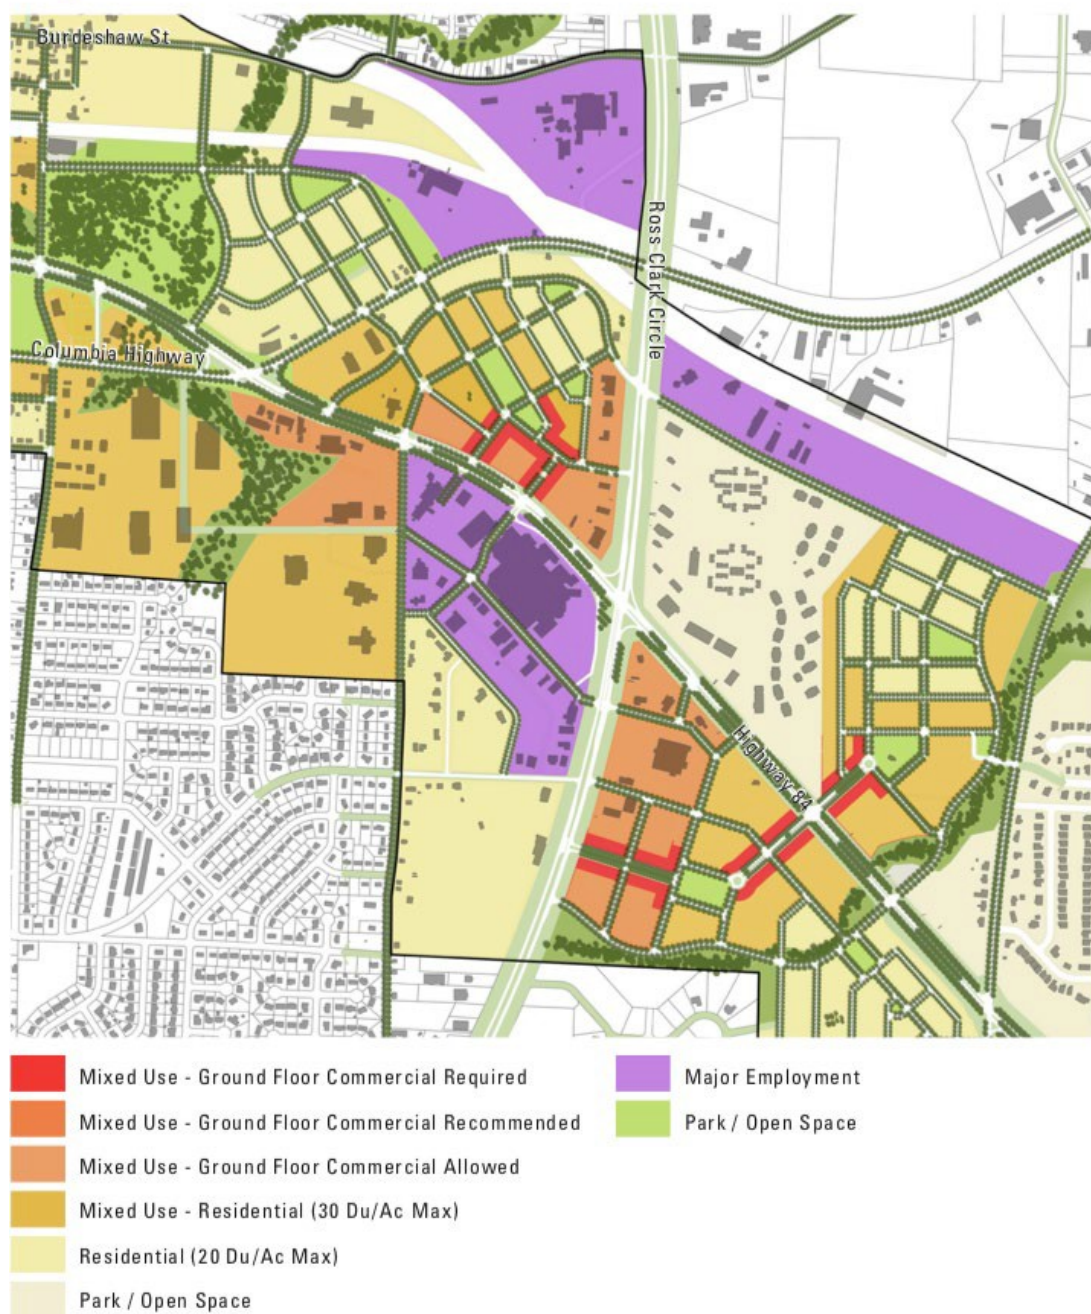 Burdeshaw St
Ross Clark Circle
Columbia Highway
Highway 84
Mixed Use - Ground Floor Commercial Required
Mixed Use - Ground Floor Commercial Recommended
Mixed Use - Ground Floor Commercial Allowed
Mixed Use - Residential (30 Du/Ac Max)
Residential (20 Du/Ac Max)
Park / Open Space
Major Employment
Park / Open Space